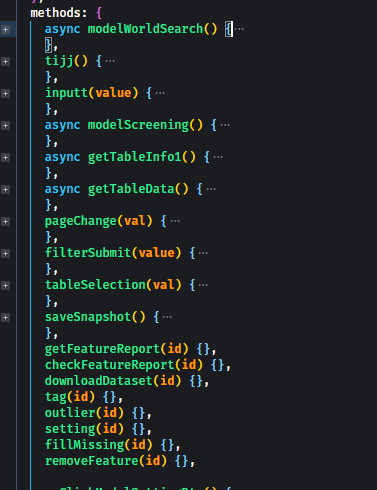 methods: {
async modelWorldSearch() {…
},
tijj() {…
},
inputt(value) {…
},
async modelScreening() {…
},
async getTableInfo1() {…
},
async getTableData() {…
},
pageChange(val) {…
},
filterSubmit(value) {…
},
tableSelection(val) {…
},
saveSnapshot() {…
},
getFeatureReport(id) {},
checkFeatureReport(id) {},
downloadDataset(id) {},
tag(id) {},
outlier(id) {},
setting(id) {},
fillMissing(id) {},
removeFeature(id) {},